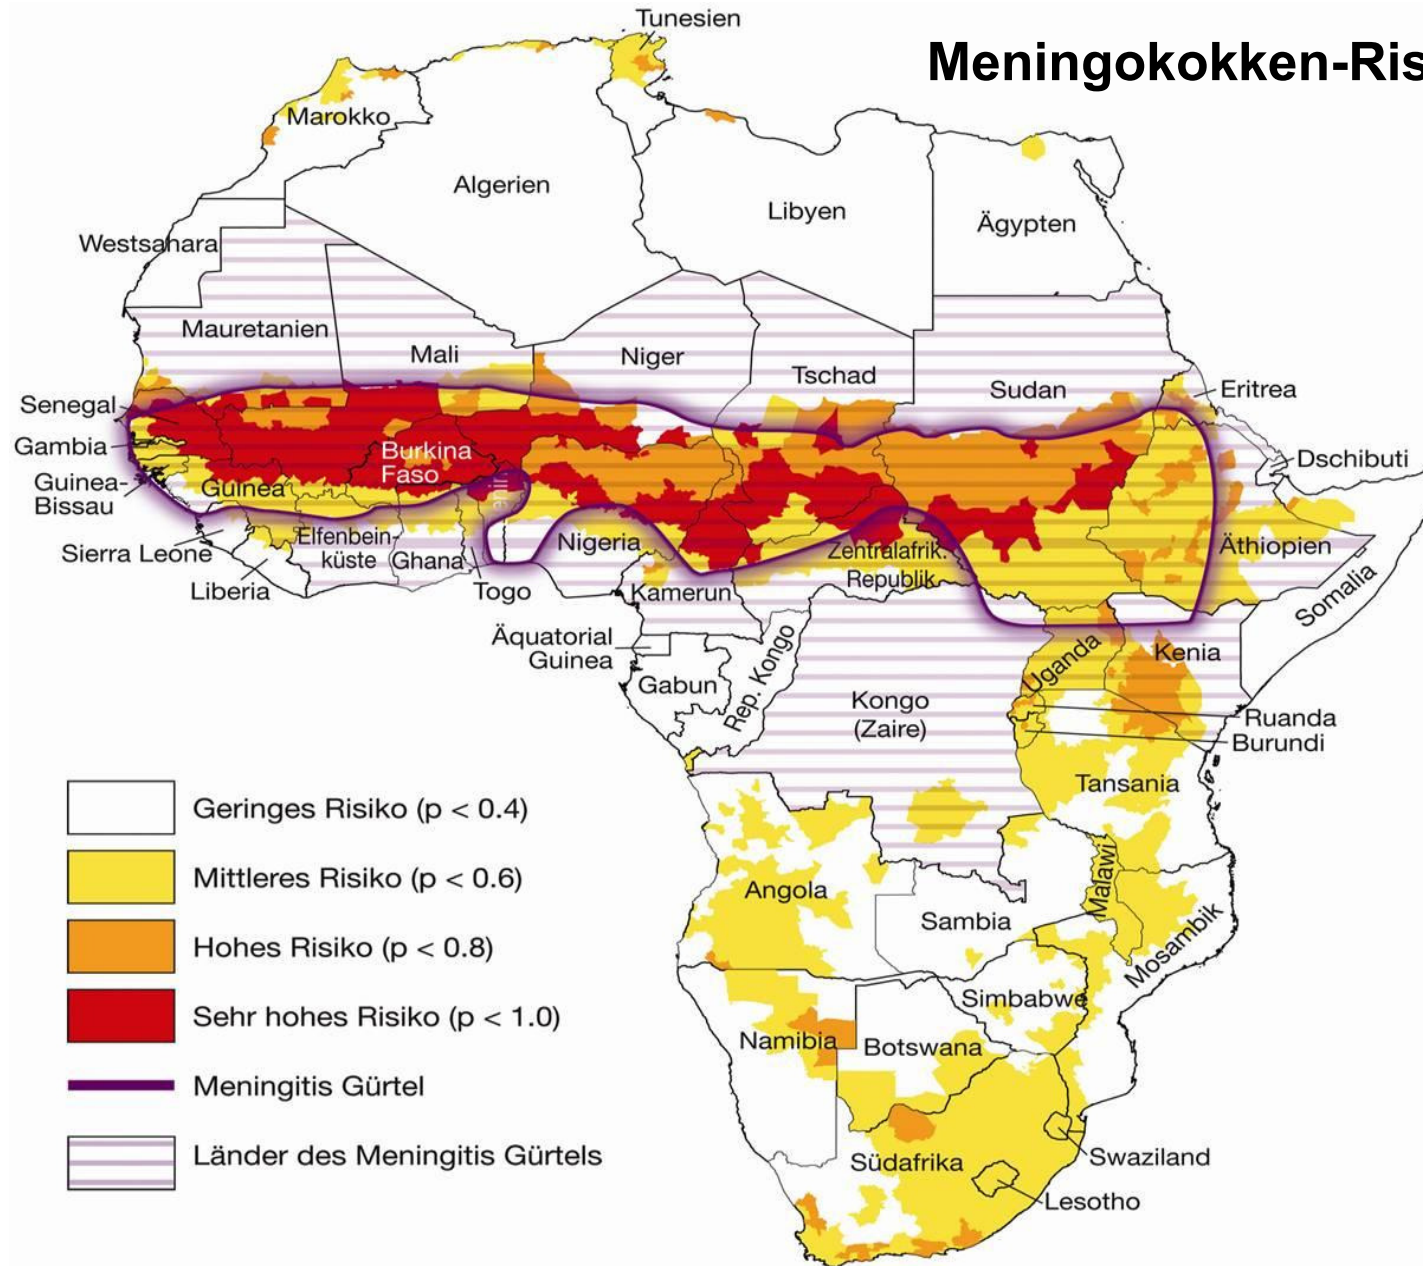 Tunesien
Meningokokken-Ris
Marokko
Algerien
Libyen
Ägypten
Westsahara
Mauretanien
Mali
Niger
Tschad
Sudan
Eritrea
Senegal
Gambia
Burkina
Faso
Dschibuti
Guinea-
Bissau
Guinea
Sierra Leone
Elfenbein-
küste
Ghana
Nigeria
Zentralafrik.
Republik
Äthiopien
Liberia
Togo
Kamerun
Somalia
Äquatorial
Guinea
Gabun
Rep. Kongo
Kongo
(Zaire)
Uganda
Kenia
Ruanda
Burundi
Tansania
Geringes Risiko (p < 0.4)
Mittleres Risiko (p < 0.6)
Hohes Risiko (p < 0.8)
Sehr hohes Risiko (p < 1.0)
Meningitis Gürtel
Länder des Meningitis Gürtels
Angola
Sambia
Malawi
Mosambik
Simbabwe
Namibia
Botswana
Südafrika
Swaziland
Lesotho